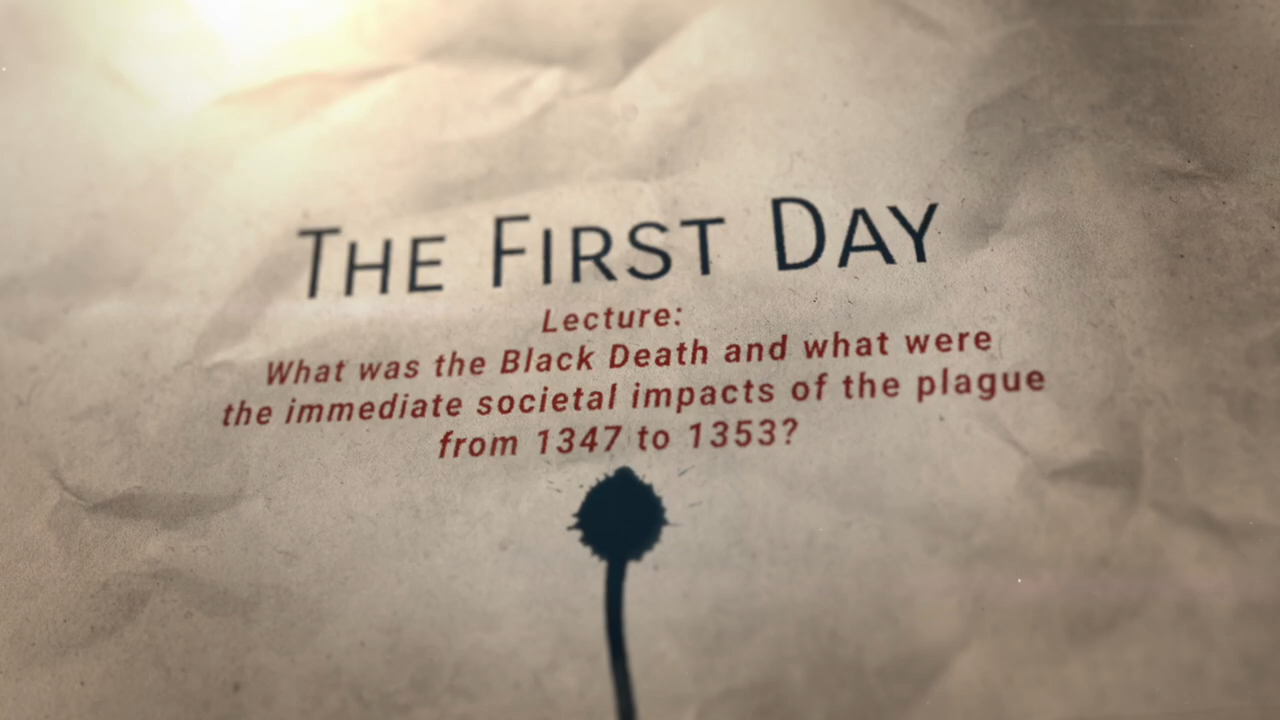 The First Day
Lecture:
What was the Black Death and what were
the immediate societal impacts of the plague
from 1347 to 1353?